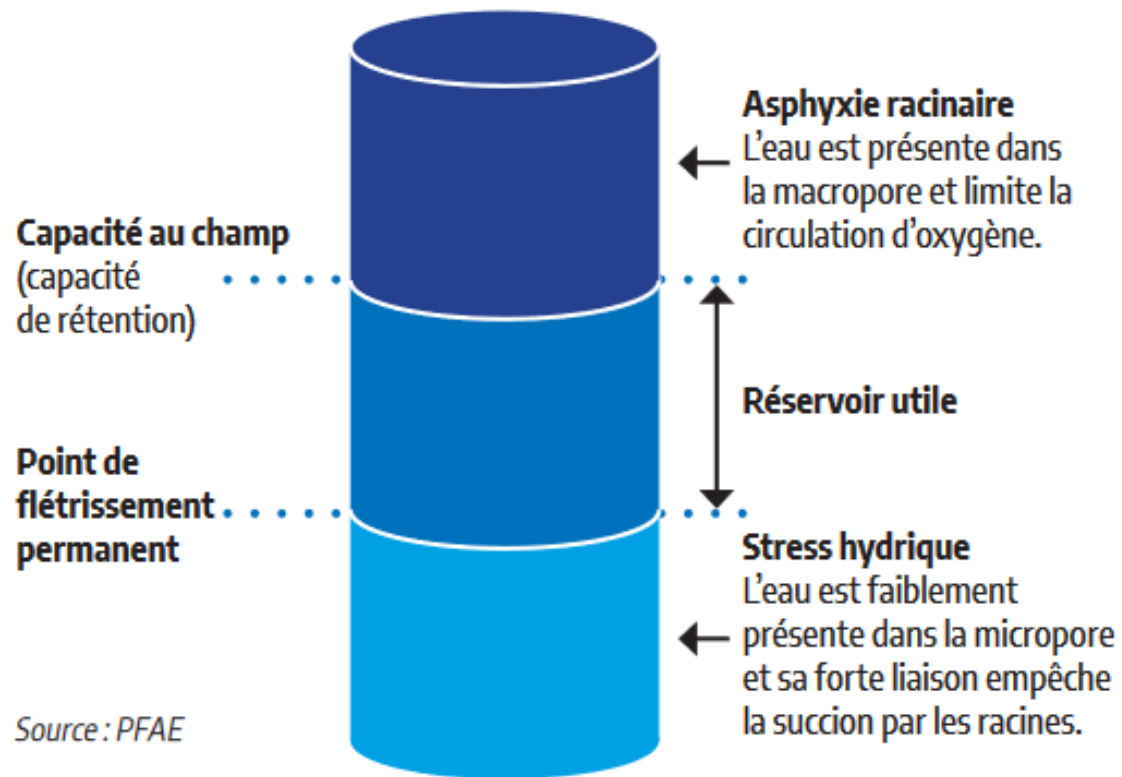 Asphyxie racinaire
L’eau est présente dans
la macropore et limite la
circulation d’oxygène.
Capacité au champ
(capacité
de rétention)
Réservoir utile
Point de
flétrissement
permanent
Stress hydrique
L’eau est faiblement
présente dans la micropore
et sa forte liaison empêche
la succion par les racines.
Source : PFAE